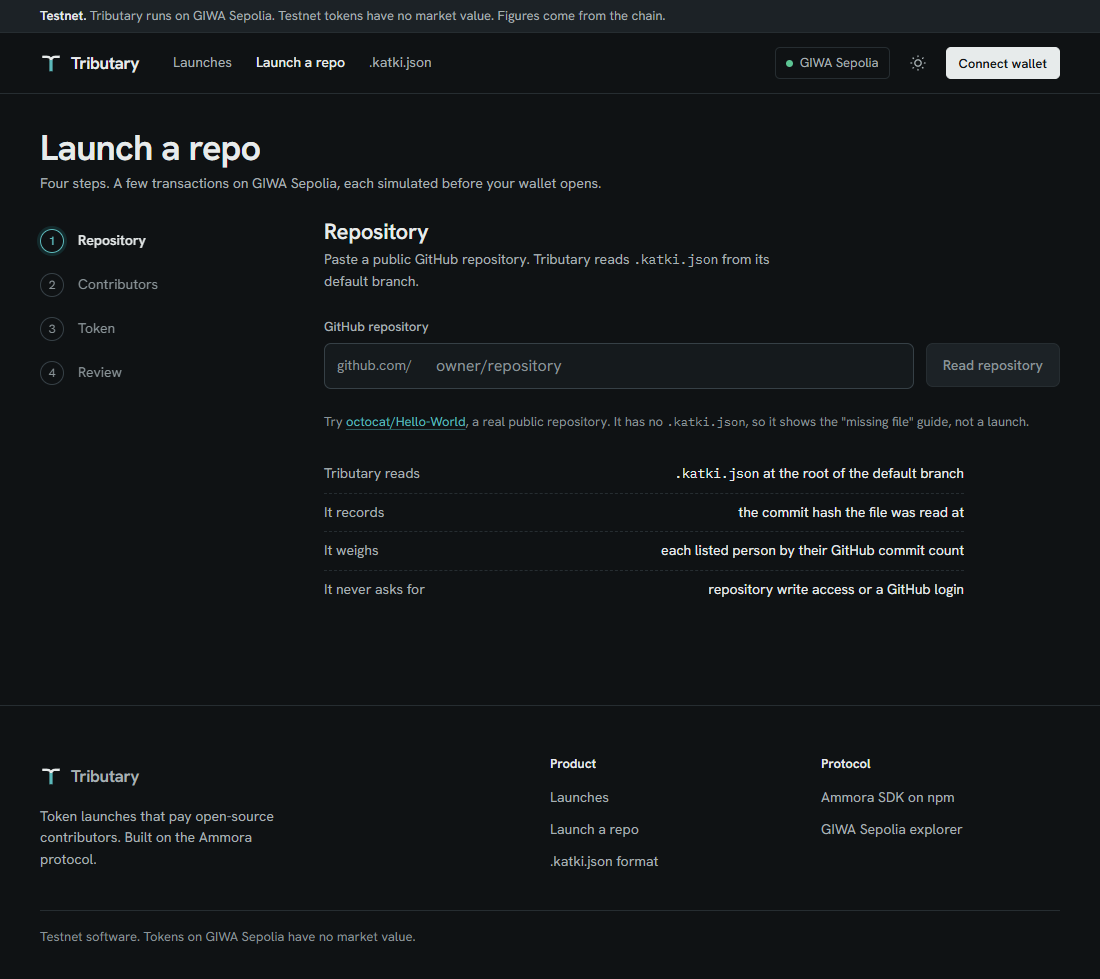 Testnet. Tributary runs on GIWA Sepolia. Testnet tokens have no market value. Figures come from the chain.
Tributary
Launches
Launch a repo
.katki.json
GIWA Sepolia
Connect wallet
Launch a repo
Four steps. A few transactions on GIWA Sepolia, each simulated before your wallet opens.
1 Repository
2 Contributors
3 Token
4 Review
Repository
Paste a public GitHub repository. Tributary reads .katki.json from its
default branch.
GitHub repository
github.com/ owner/repository
Read repository
Try octocat/Hello-World, a real public repository. It has no .katki.json, so it shows the "missing file" guide, not a launch.
Tributary reads .katki.json at the root of the default branch
It records the commit hash the file was read at
It weighs each listed person by their GitHub commit count
It never asks for repository write access or a GitHub login
Tributary
Token launches that pay open-source
contributors. Built on the Ammora
protocol.
Product
Launches
Launch a repo
.katki.json format
Protocol
Ammora SDK on npm
GIWA Sepolia explorer
Testnet software. Tokens on GIWA Sepolia have no market value.